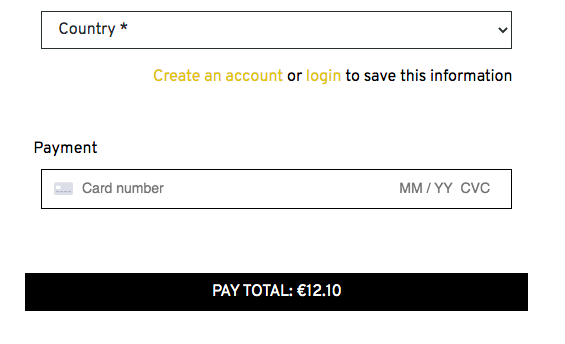 Country *
Create an account or login to save this information
Payment
Card number MM / YY CVC
PAY TOTAL: €12.10